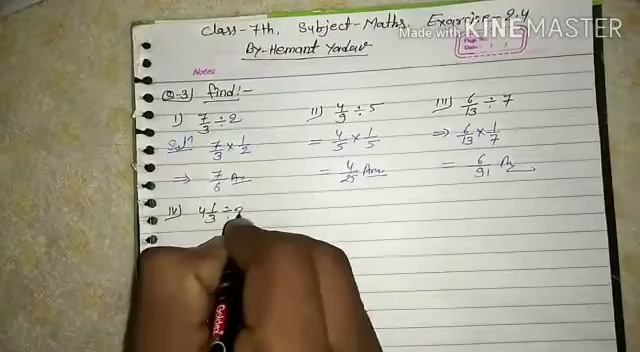 Class-7th, Subject-Maths. Exercise-2.4
Made with KINEMASTER
By-Hemant Yadav
Notes
Q-3) find:-
i) 7/3 ÷ 2
ii) 4/9 ÷ 5
iii) 6/13 ÷ 7
Solⁿ 7/3 × 1/2
= 4/5 × 1/5
⇒ 6/13 × 1/7
⇒ 7/6 Ans
= 4/25 Ans
= 6/91 Ans
iv) 4 1/3 ÷
Golder